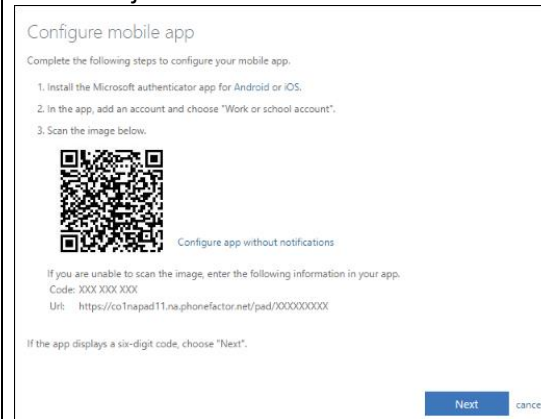 Configure mobile app
Complete the following steps to configure your mobile app.
1. Install the Microsoft authenticator app for Android or iOS.
2. In the app, add an account and choose "Work or school account".
3. Scan the image below.
Configure app without notifications
If you are unable to scan the image, enter the following information in your app.
Code: XXX XXX XXX
Url: https://co1napad11.na.phonefactor.net/pad/XXXXXXXXX
If the app displays a six-digit code, choose "Next".
Next cance